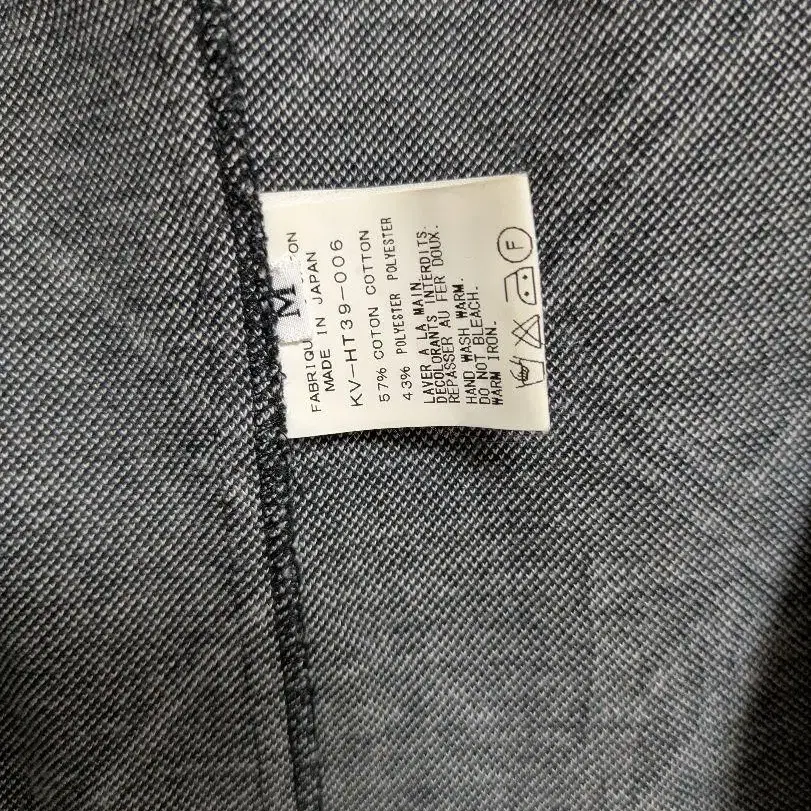 M
FABRIQU
MADE IN JAPAN
KV-HT39-006
57% COTON COTTON
43% POLYESTER POLYESTER
LAVER A LA MAIN
DECOLORANTS INTERDITS.
REPASSER AU FER DOUX.
HAND WASH WARM.
DO NOT BLEACH.
WARM IRON.
F